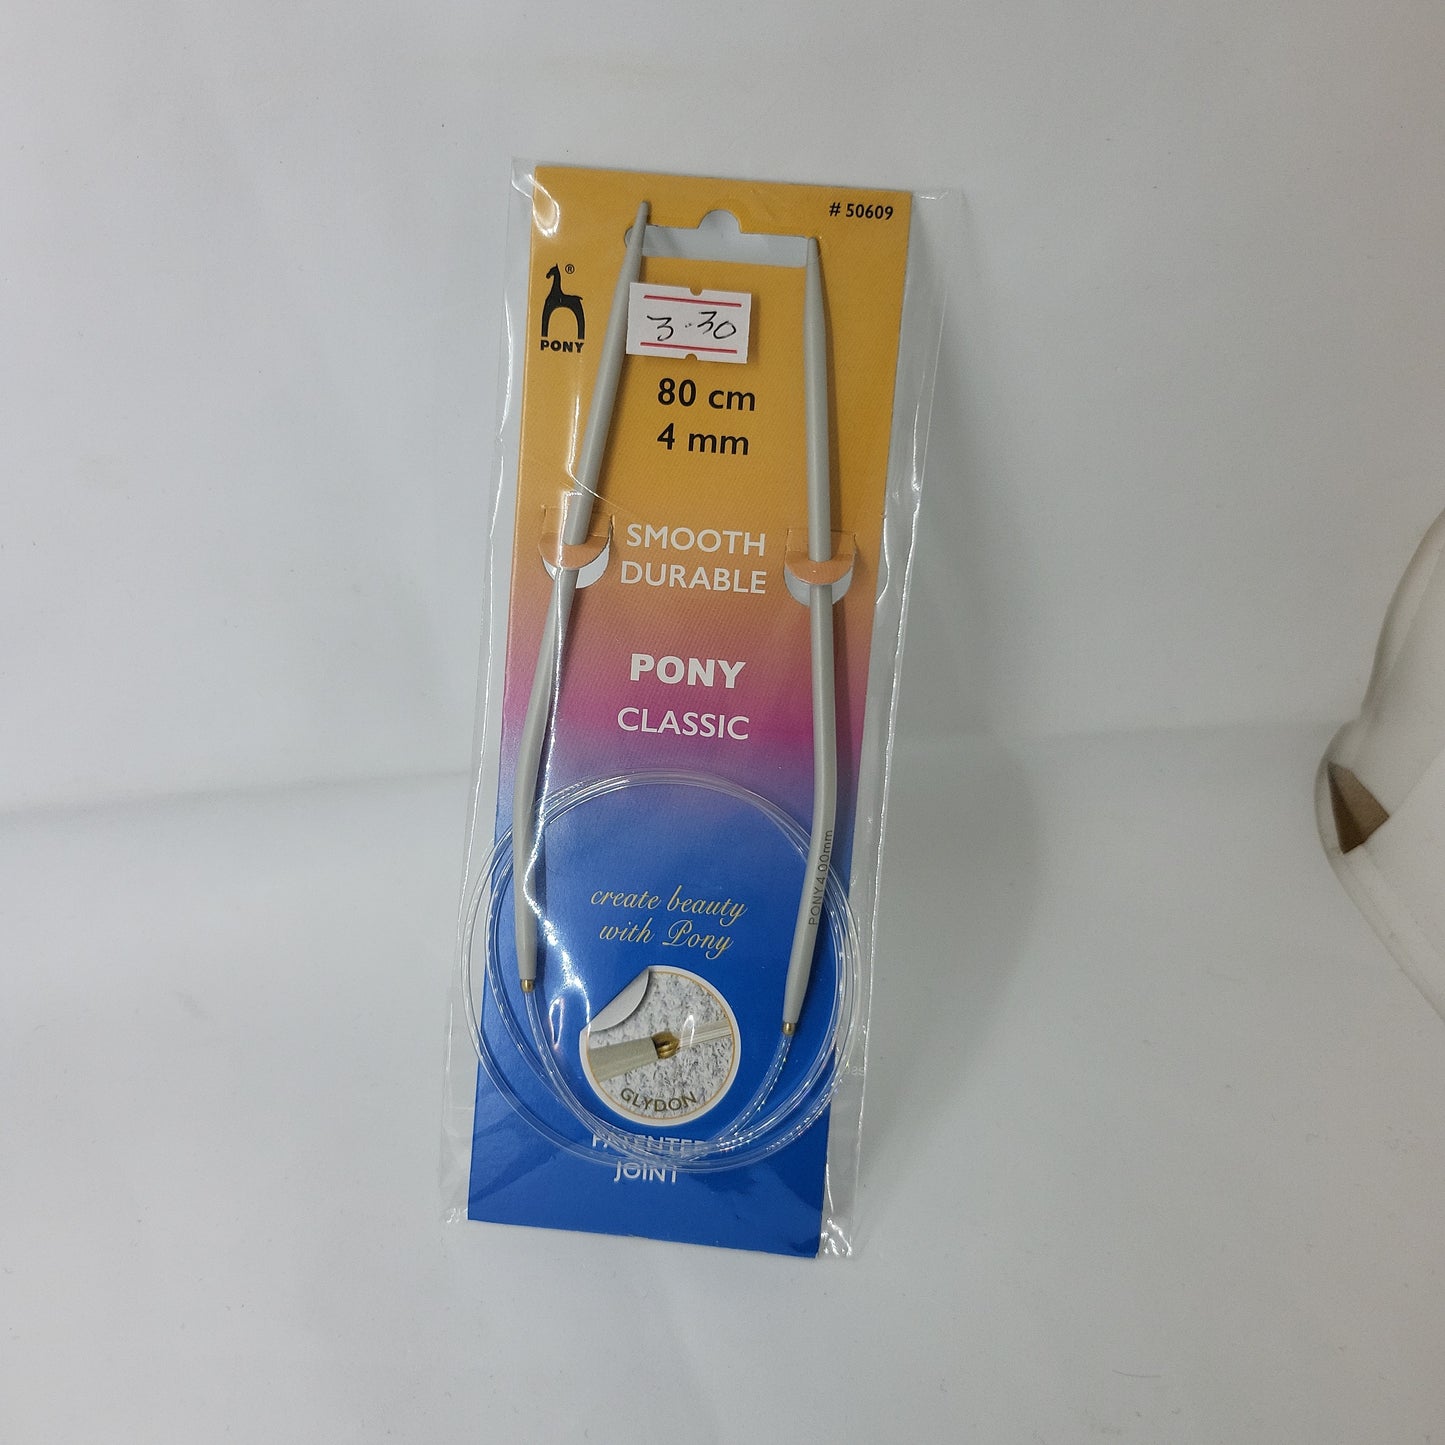 # 50609
®
PONY
3.30
80 cm
4 mm
SMOOTH
DURABLE
PONY
CLASSIC
PONY 4.00mm
create beauty
with Pony
GLYDON
PATENTED
JOINT